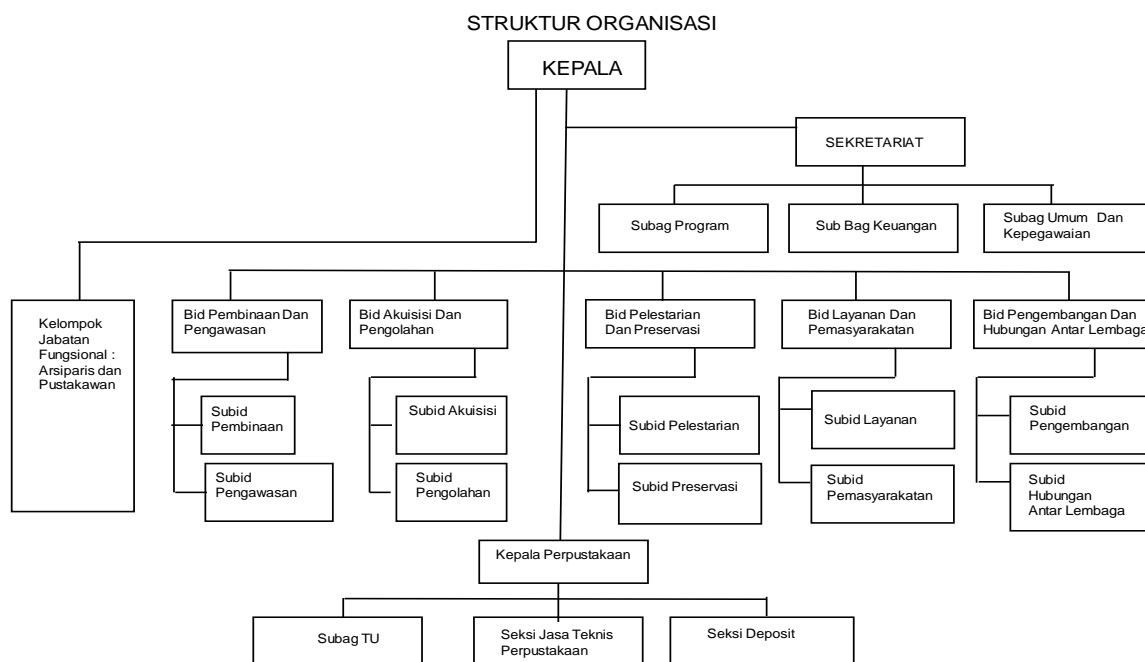 STRUKTUR ORGANISASI
KEPALA
SEKRETARIAT
Subag Program
Sub Bag Keuangan
Subag Umum Dan
Kepegawaian
Kelompok
Jabatan
Fungsional :
Arsiparis dan
Pustakawan
Bid Pembinaan Dan
Pengawasan
Bid Akuisisi Dan
Pengolahan
Bid Pelestarian
Dan Preservasi
Bid Layanan Dan
Pemasyarakatan
Bid Pengembangan Dan
Hubungan Antar Lembaga
Subid
Pembinaan
Subid Akuisisi
Subid Pelestarian
Subid Layanan
Subid
Pengembangan
Subid
Pengawasan
Subid
Pengolahan
Subid Preservasi
Subid
Pemasyarakatan
Subid
Hubungan
Antar Lembaga
Kepala Perpustakaan
Subag TU
Seksi Jasa Teknis
Perpustakaan
Seksi Deposit